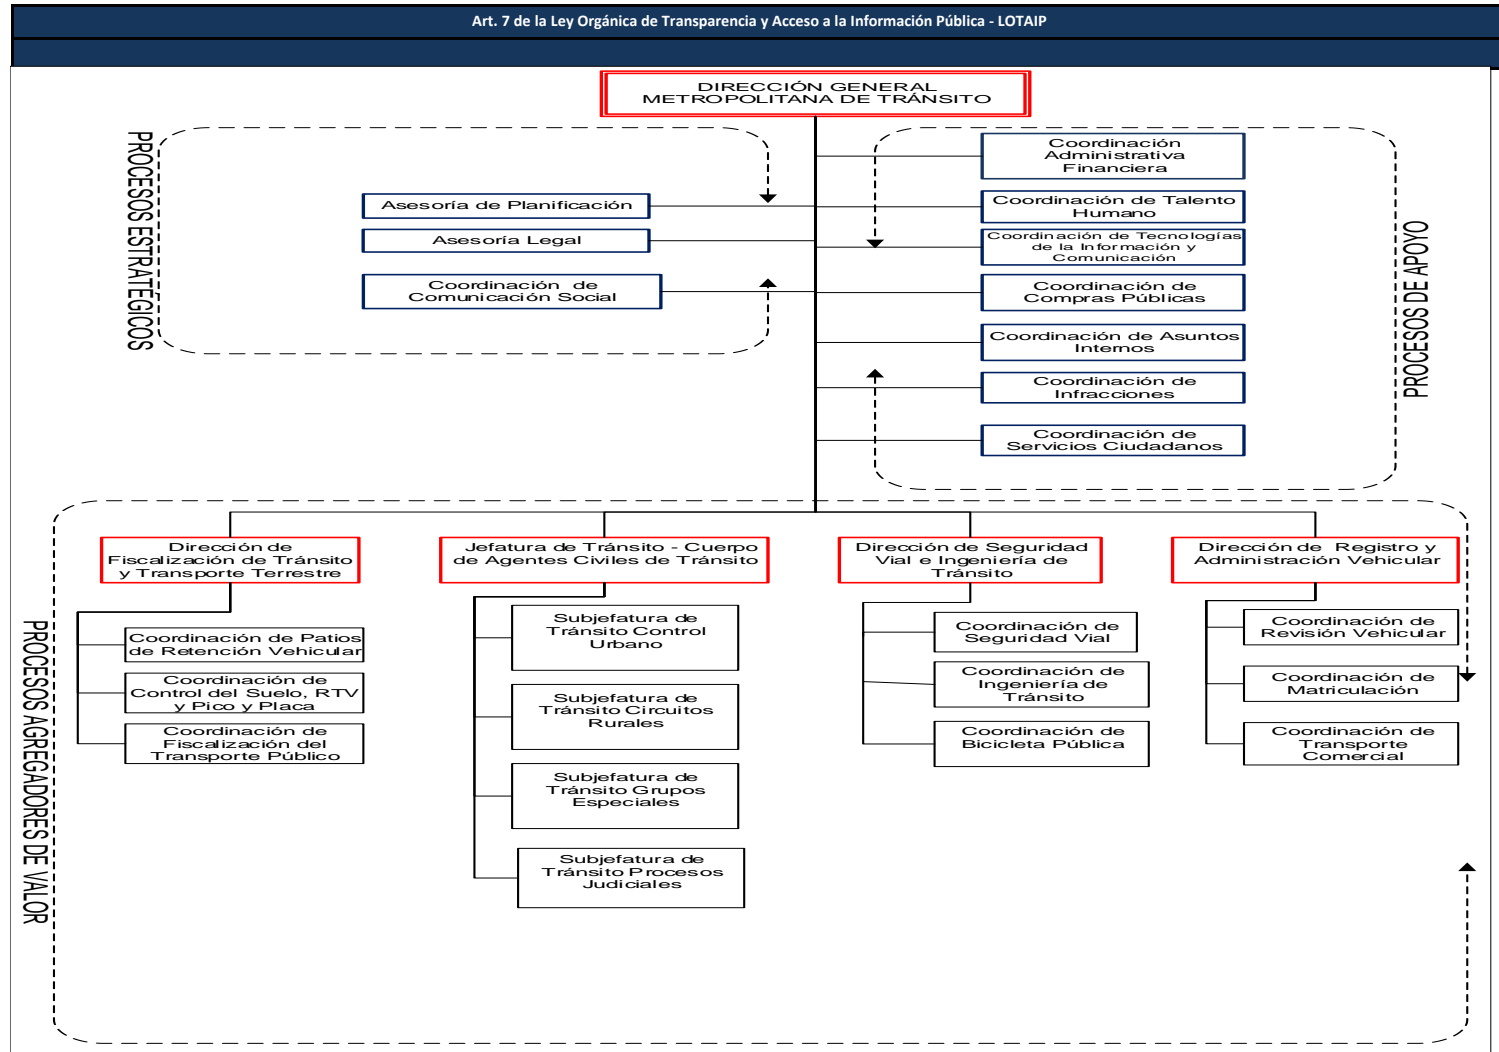 Art. 7 de la Ley Orgánica de Transparencia y Acceso a la Información Pública - LOTAIP
DIRECCIÓN GENERAL
METROPOLITANA DE TRÁNSITO
PROCESOS ESTRATEGICOS
Asesoría de Planificación
Asesoría Legal
Coordinación de
Comunicación Social
Coordinación
Administrativa
Financiera
Coordinación de Talento
Humano
Coordinación de Tecnologías
de la Información y
Comunicación
Coordinación de
Compras Públicas
Coordinación de Asuntos
Internos
Coordinación de
Infracciones
Coordinación de
Servicios Ciudadanos
PROCESOS DE APOYO
PROCESOS AGREGADORES DE VALOR
Dirección de
Fiscalización de Tránsito
y Transporte Terrestre
Coordinación de Patios
de Retención Vehicular
Coordinación de
Control del Suelo, RTV
y Pico y Placa
Coordinación de
Fiscalización del
Transporte Público
Jefatura de Tránsito - Cuerpo
de Agentes Civiles de Tránsito
Subjefatura de
Tránsito Control
Urbano
Subjefatura de
Tránsito Circuitos
Rurales
Subjefatura de
Tránsito Grupos
Especiales
Subjefatura de
Tránsito Procesos
Judiciales
Dirección de Seguridad
Vial e Ingeniería de
Tránsito
Coordinación de
Seguridad Vial
Coordinación de
Ingeniería de
Tránsito
Coordinación de
Bicicleta Pública
Dirección de Registro y
Administración Vehicular
Coordinación de
Revisión Vehicular
Coordinación de
Matriculación
Coordinación de
Transporte
Comercial